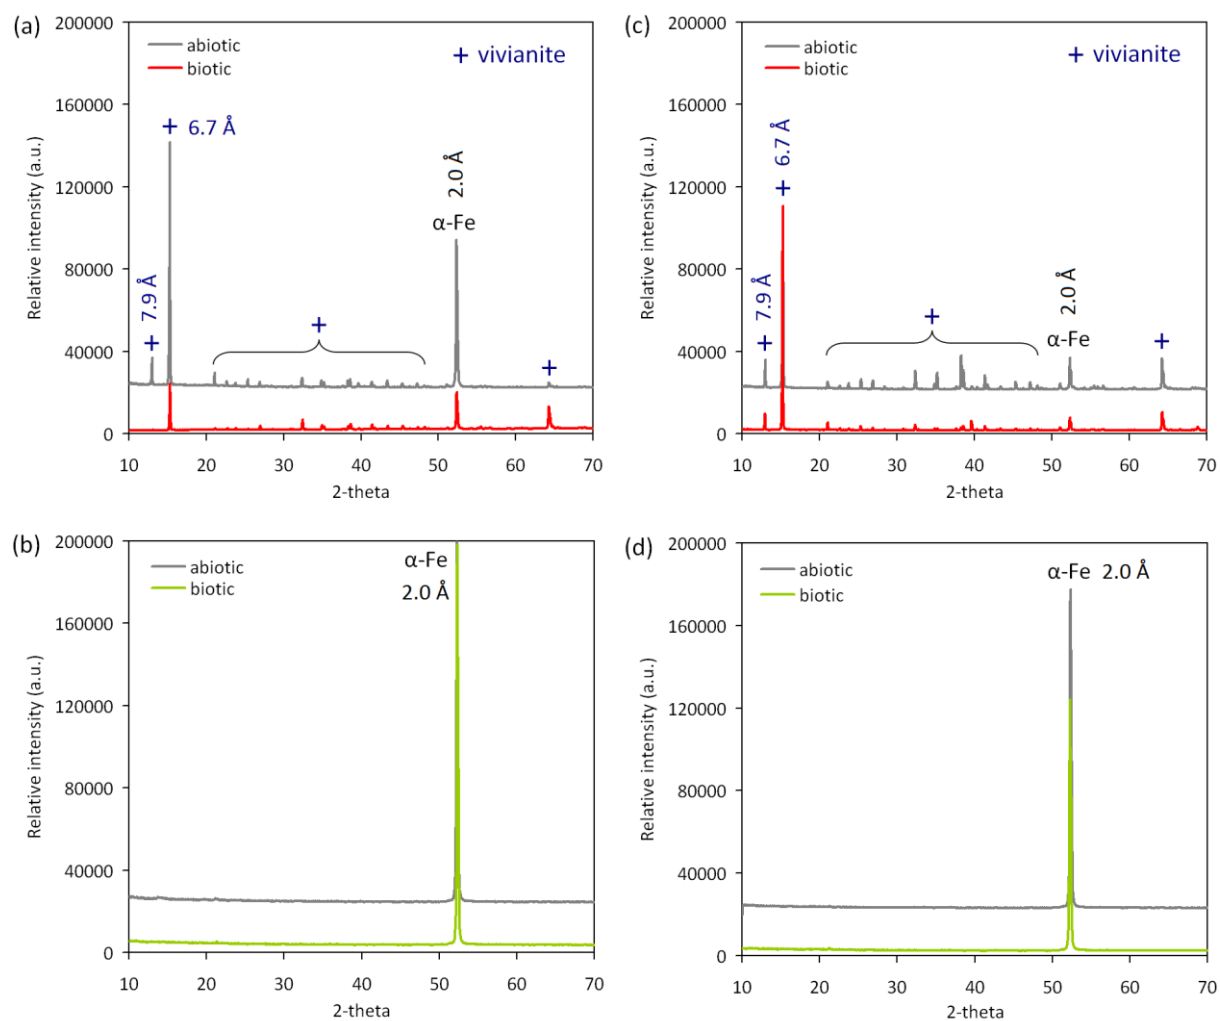 (a)
200000
160000
120000
80000
40000
0
Relative intensity (a.u.)
abiotic
biotic
+ vivianite
+ 6.7 Å
7.9 Å
+
+
+
2.0 Å
α-Fe
10 20 30 40 50 60 70
2-theta
(c)
200000
160000
120000
80000
40000
0
Relative intensity (a.u.)
abiotic
biotic
+ vivianite
6.7 Å
+
7.9 Å
+
+
2.0 Å
α-Fe
+
10 20 30 40 50 60 70
2-theta
(b)
200000
160000
120000
80000
40000
0
Relative intensity (a.u.)
abiotic
biotic
α-Fe
2.0 Å
10 20 30 40 50 60 70
2-theta
(d)
200000
160000
120000
80000
40000
0
Relative intensity (a.u.)
abiotic
biotic
α-Fe 2.0 Å
10 20 30 40 50 60 70
2-theta